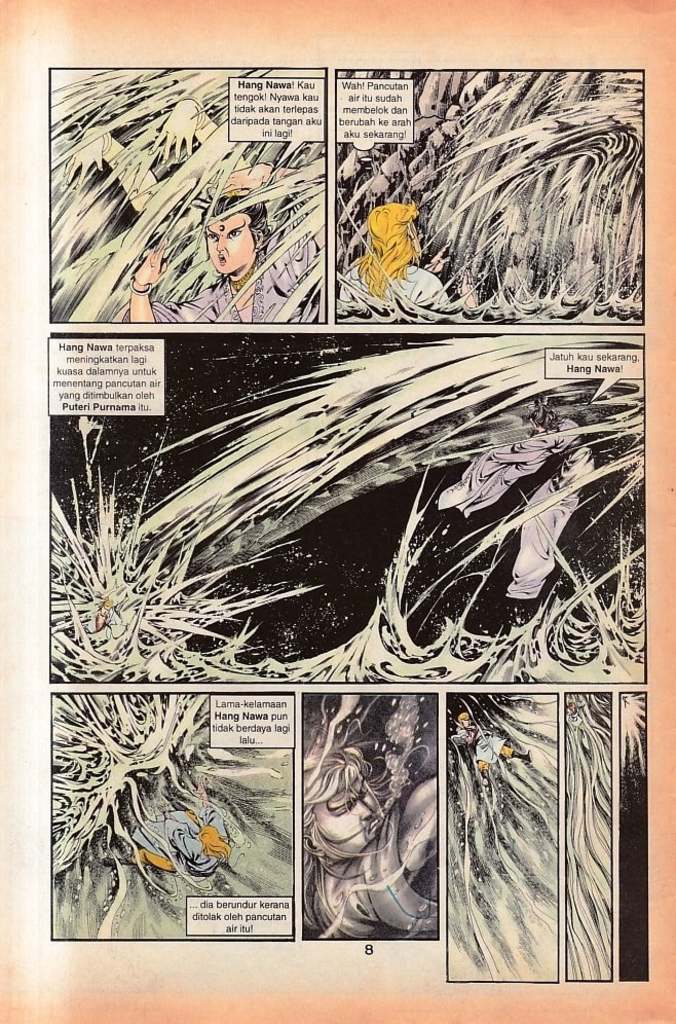 Hang Nawa! Kau
tengok! Nyawa kau
tidak akan terlepas
daripada tangan aku
ini lagi!
Wah! Pancutan
air itu sudah
membelok dan
berubah ke arah
aku sekarang!
Hang Nawa terpaksa
meningkatkan lagi
kuasa dalamnya untuk
menentang pancutan air
yang ditimbulkan oleh
Puteri Purnama itu.
Jatuh kau sekarang,
Hang Nawa!
Lama-kelamaan
Hang Nawa pun
tidak berdaya lagi
lalu...
... dia berundur kerana
ditolak oleh pancutan
air itu!
8